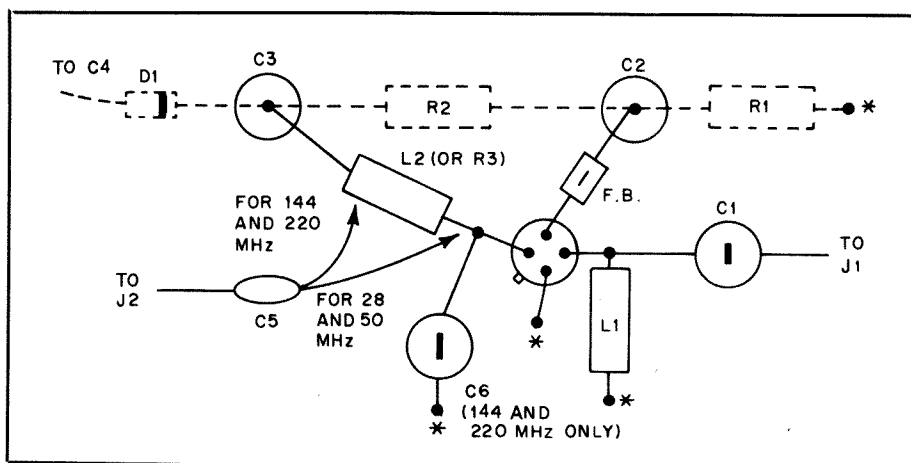 TO C4
D1
C3
C2
R2
R1
*
L2 (OR R3)
F.B.
FOR 144
AND 220
MHz
C1
TO
J1
TO
J2
C5
FOR 28
AND 50
MHz
*
L1
C6
*
(144 AND
220 MHz ONLY)
*